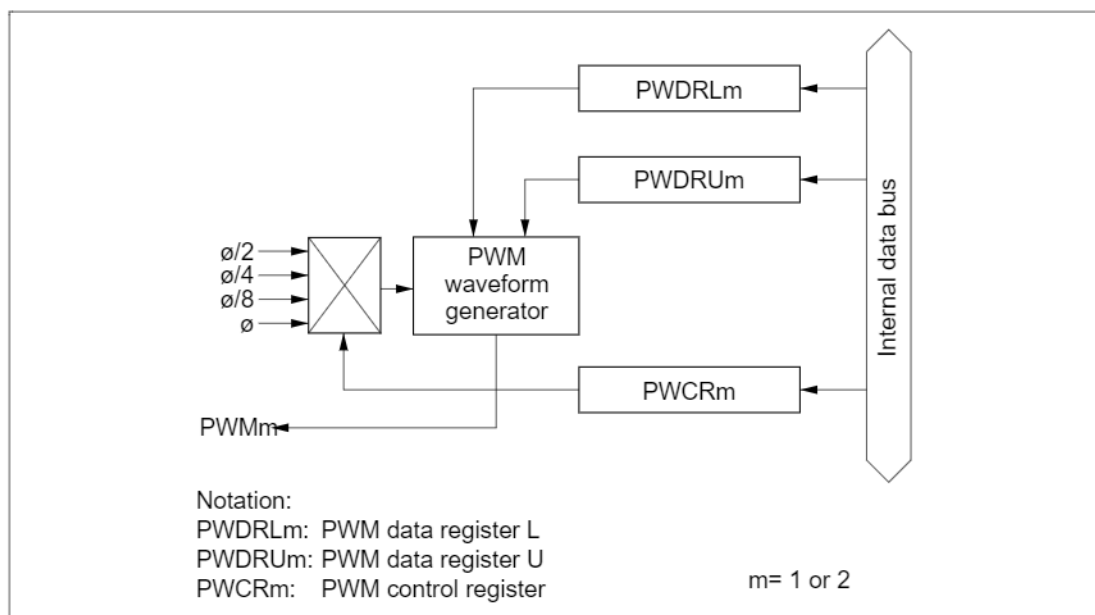 PWDRLm
PWDRUm
ø/2
ø/4
ø/8
ø
PWM
waveform
generator
Internal data bus
PWCRm
PWMm
Notation:
PWDRLm: PWM data register L
PWDRUm: PWM data register U
PWCRm: PWM control register
m= 1 or 2